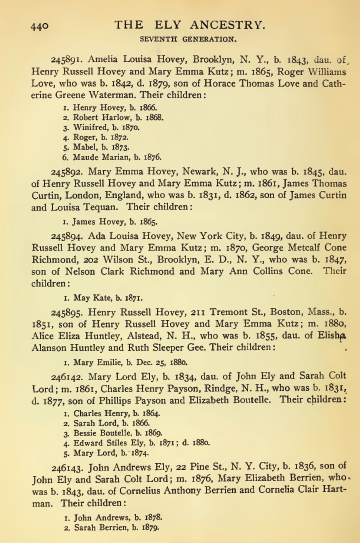 440 THE ELY ANCESTRY.
SEVENTH GENERATION.
245891. Amelia Louisa Hovey, Brooklyn, N. Y., b. 1843, dau. of
Henry Russell Hovey and Mary Emma Kutz; m. 1865, Roger Williams
Love, who was b. 1842, d. 1879, son of Horace Thomas Love and Cath-
erine Greene Waterman. Their children:
1. Henry Hovey, b. 1866.
2. Robert Harlow, b. 1868.
3. Winifred, b. 1870.
4. Roger, b. 1872.
5. Mabel, b. 1873.
6. Maude Marian, b. 1876.
245892. Mary Emma Hovey, Newark, N. J., who was b. 1845, dau.
of Henry Russell Hovey and Mary Emma Kutz; m. 1861, James Thomas
Curtin, London, England, who was b. 1831, d. 1862, son of James Curtin
and Louisa Tequan. Their children:
1. James Hovey, b. 1865.
245894. Ada Louisa Hovey, New York City, b. 1849, dau. of Henry
Russell Hovey and Mary Emma Kutz; m. 1870, George Metcalf Cone
Richmond, 202 Wilson St., Brooklyn, E. D., N. Y., who was b. 1847,
son of Nelson Clark Richmond and Mary Ann Collins Cone. Their
children:
1. May Kate, b. 1871.
245895. Henry Russell Hovey, 211 Tremont St., Boston, Mass., b.
1851, son of Henry Russell Hovey and Mary Emma Kutz; m. 1880,
Alice Eliza Huntley, Alstead, N. H., who was b. 1855, dau. of Elisha
Alanson Huntley and Ruth Sleeper Gee. Their children:
1. Mary Emilie, b. Dec. 25, 1880.
246142. Mary Lord Ely, b. 1834, dau. of John Ely and Sarah Colt
Lord; m. 1861, Charles Henry Payson, Rindge, N. H., who was b. 1831,
d. 1877, son of Phillips Payson and Elizabeth Boutelle. Their children:
1. Charles Henry, b. 1864.
2. Sarah Lord, b. 1866.
3. Bessie Boutelle, b. 1869.
4. Edward Stiles Ely, b. 1871; d. 1880.
5. Mary Lord, b. 1874.
246143. John Andrews Ely, 22 Pine St., N. Y. City, b. 1836, son of
John Ely and Sarah Colt Lord; m. 1876, Mary Elizabeth Berrien, who
was b. 1843, dau. of Cornelius Anthony Berrien and Cornelia Clair Hart-
man. Their children:
1. John Andrews, b. 1878.
2. Sarah Berrien, b. 1879.